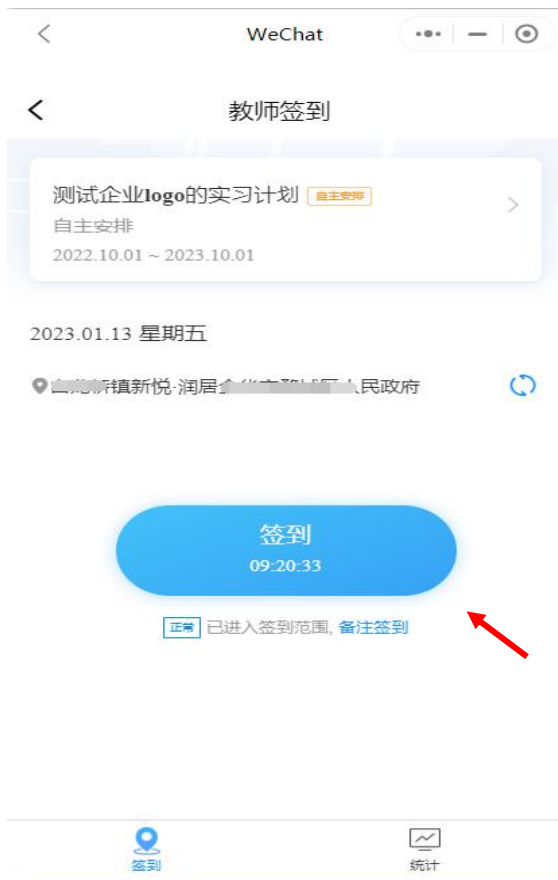 WeChat
教师签到
测试企业logo的实习计划 自主安排
自主安排
2022.10.01 ~ 2023.10.01
2023.01.13 星期五
镇新悦·润居 民政府
签到
09:20:33
正常 已进入签到范围, 备注签到
签到
统计